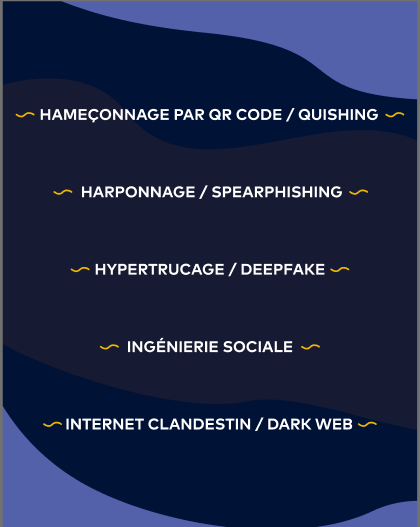 HAMEÇONNAGE PAR QR CODE / QUISHING
HARPONNAGE / SPEARPHISHING
HYPERTRUCAGE / DEEPFAKE
INGÉNIERIE SOCIALE
INTERNET CLANDESTIN / DARK WEB